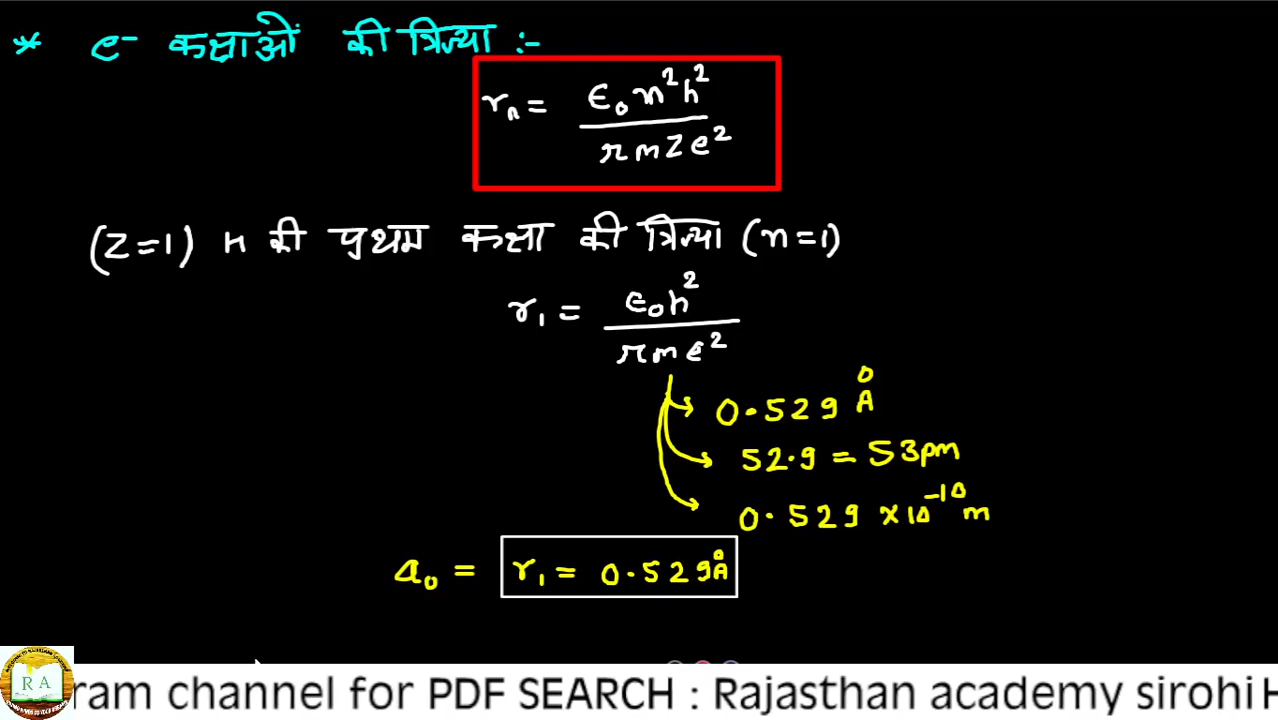 * e⁻ कक्षाओं की त्रिज्या :-
rₙ = ϵ₀n²h² / πmZe²
(Z=1) H की प्रथम कक्षा की त्रिज्या (n=1)
r₁ = ϵ₀h² / πme²
0.529 Å
52.9 = 53pm
0.529 ×10⁻¹⁰ m
a₀ = r₁ = 0.529Å
RA
ram channel for PDF SEARCH : Rajasthan academy sirohi H